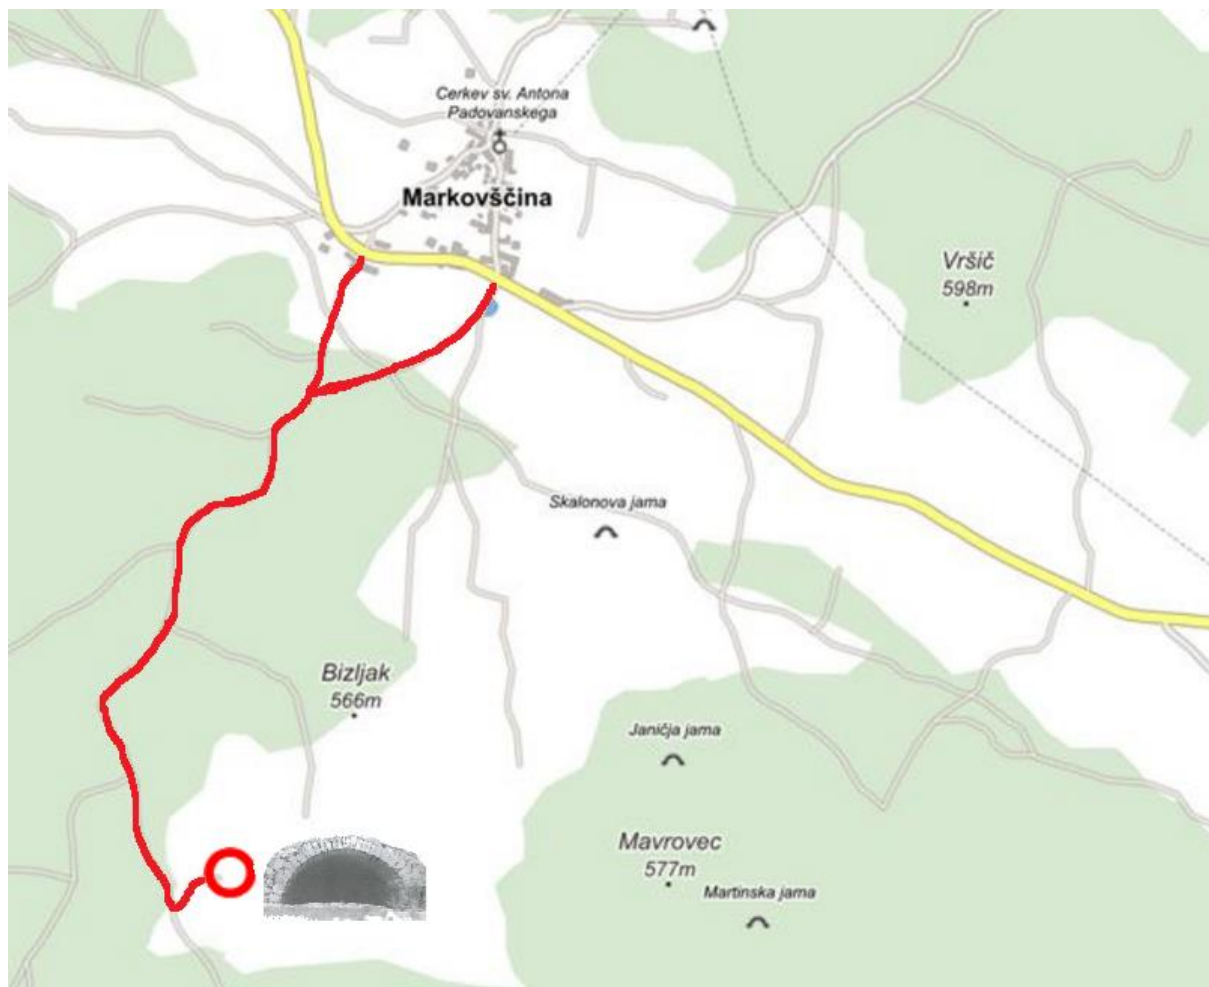 Cerkev sv. Antona
Padovanskega
Markovščina
Vršič
598m
Skalonova jama
Bizljak
566m
Janičja jama
Mavrovec
577m
Martinska jama